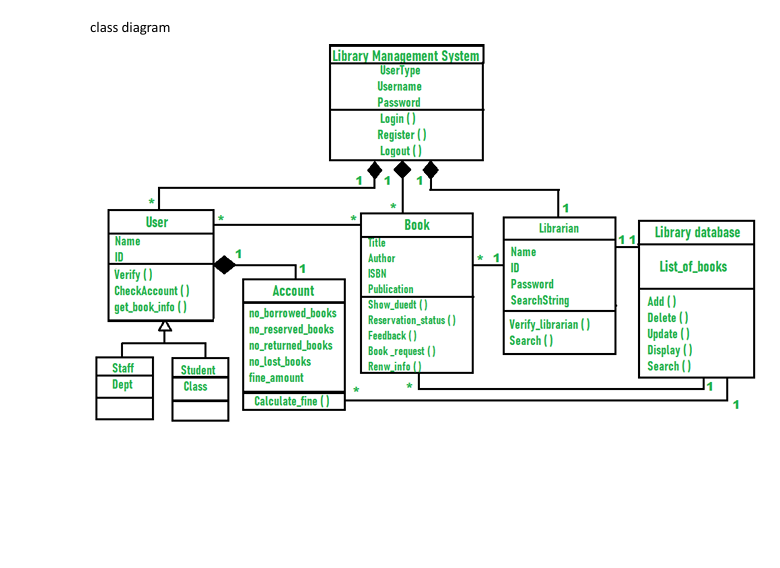 class diagram
Library Management System
UserType
Username
Password
Login ( )
Register ( )
Logout ( )
1 1 1
* * 1
User
Name
ID
Verify ( )
CheckAccount ( )
get_book_info ( )
* *
1
1
Account
no_borrowed_books
no_reserved_books
no_returned_books
no_lost_books
fine_amount
Calculate_fine ( )
Book
Title
Author
ISBN
Publication
Show_duedt ( )
Reservation_status ( )
Feedback ( )
Book _request ( )
Renw_info ( )
* 1
Librarian
Name
ID
Password
SearchString
Verify_librarian ( )
Search ( )
1 1
Library database
List_of_books
Add ( )
Delete ( )
Update ( )
Display ( )
Search ( )
Staff
Dept
Student
Class
* 1
* 1